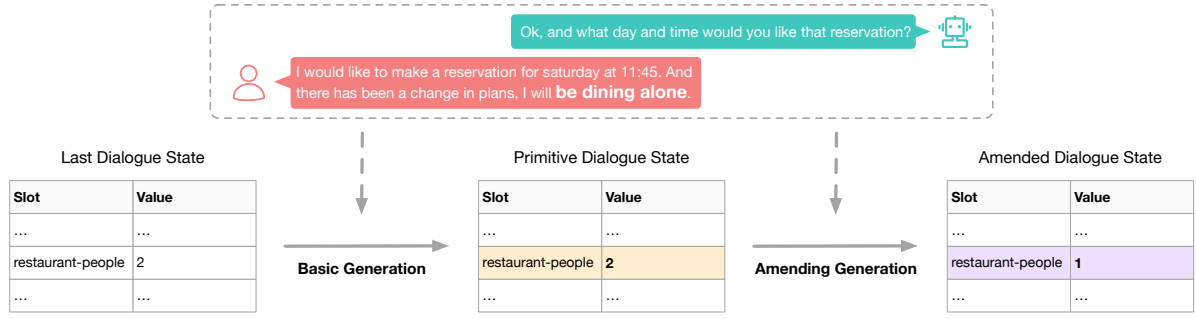 Ok, and what day and time would you like that reservation?
I would like to make a reservation for saturday at 11:45. And
there has been a change in plans, I will be dining alone.
Last Dialogue State
Slot Value
... ...
restaurant-people 2
... ...
Basic Generation
Primitive Dialogue State
Slot Value
... ...
restaurant-people 2
... ...
Amending Generation
Amended Dialogue State
Slot Value
... ...
restaurant-people 1
... ...